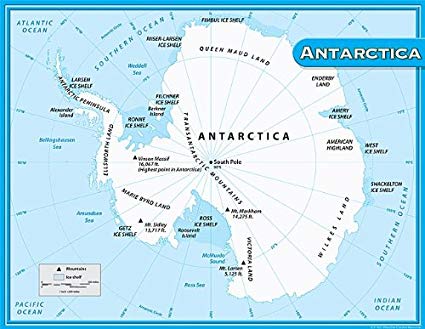 ATLANTIC
OCEAN
SOUTHERN OCEAN
FIMBUL ICE SHELF
RIISER-LARSEN
ICE SHELF
ANTARCTICA
QUEEN MAUD LAND
Weddell
Sea
LARSEN
ICE SHELF
ENDERBY
LAND
ANTARCTIC PENINSULA
FILCHNER
ICE SHELF
Berkner
Island
Alexander
Island
RONNE
ICE SHELF
AMERY
ICE SHELF
Bellingshausen
Sea
ELLSWORTH LAND
TRANSANTARCTIC MOUNTAINS
ANTARCTICA
AMERICAN
HIGHLAND
WEST
ICE SHELF
Vinson Massif
16,067 ft.
(Highest point in Antarctica)
South Pole
90°S
SHACKELTON
ICE SHELF
MARIE BYRD LAND
Mt. Markham
14,275 ft.
WILKES LAND
SOUTHERN OCEAN
Amundsen
Sea
GETZ
ICE SHELF
Mt. Sidley
13,717 ft.
ROSS
ICE SHELF
Roosevelt
Island
McMurdo
Sound
VICTORIA LAND
Mt. Larsen
5,125 ft.
Ross
Sea
Mountains
Ice shelf
PACIFIC
OCEAN
INDIAN
OCEAN